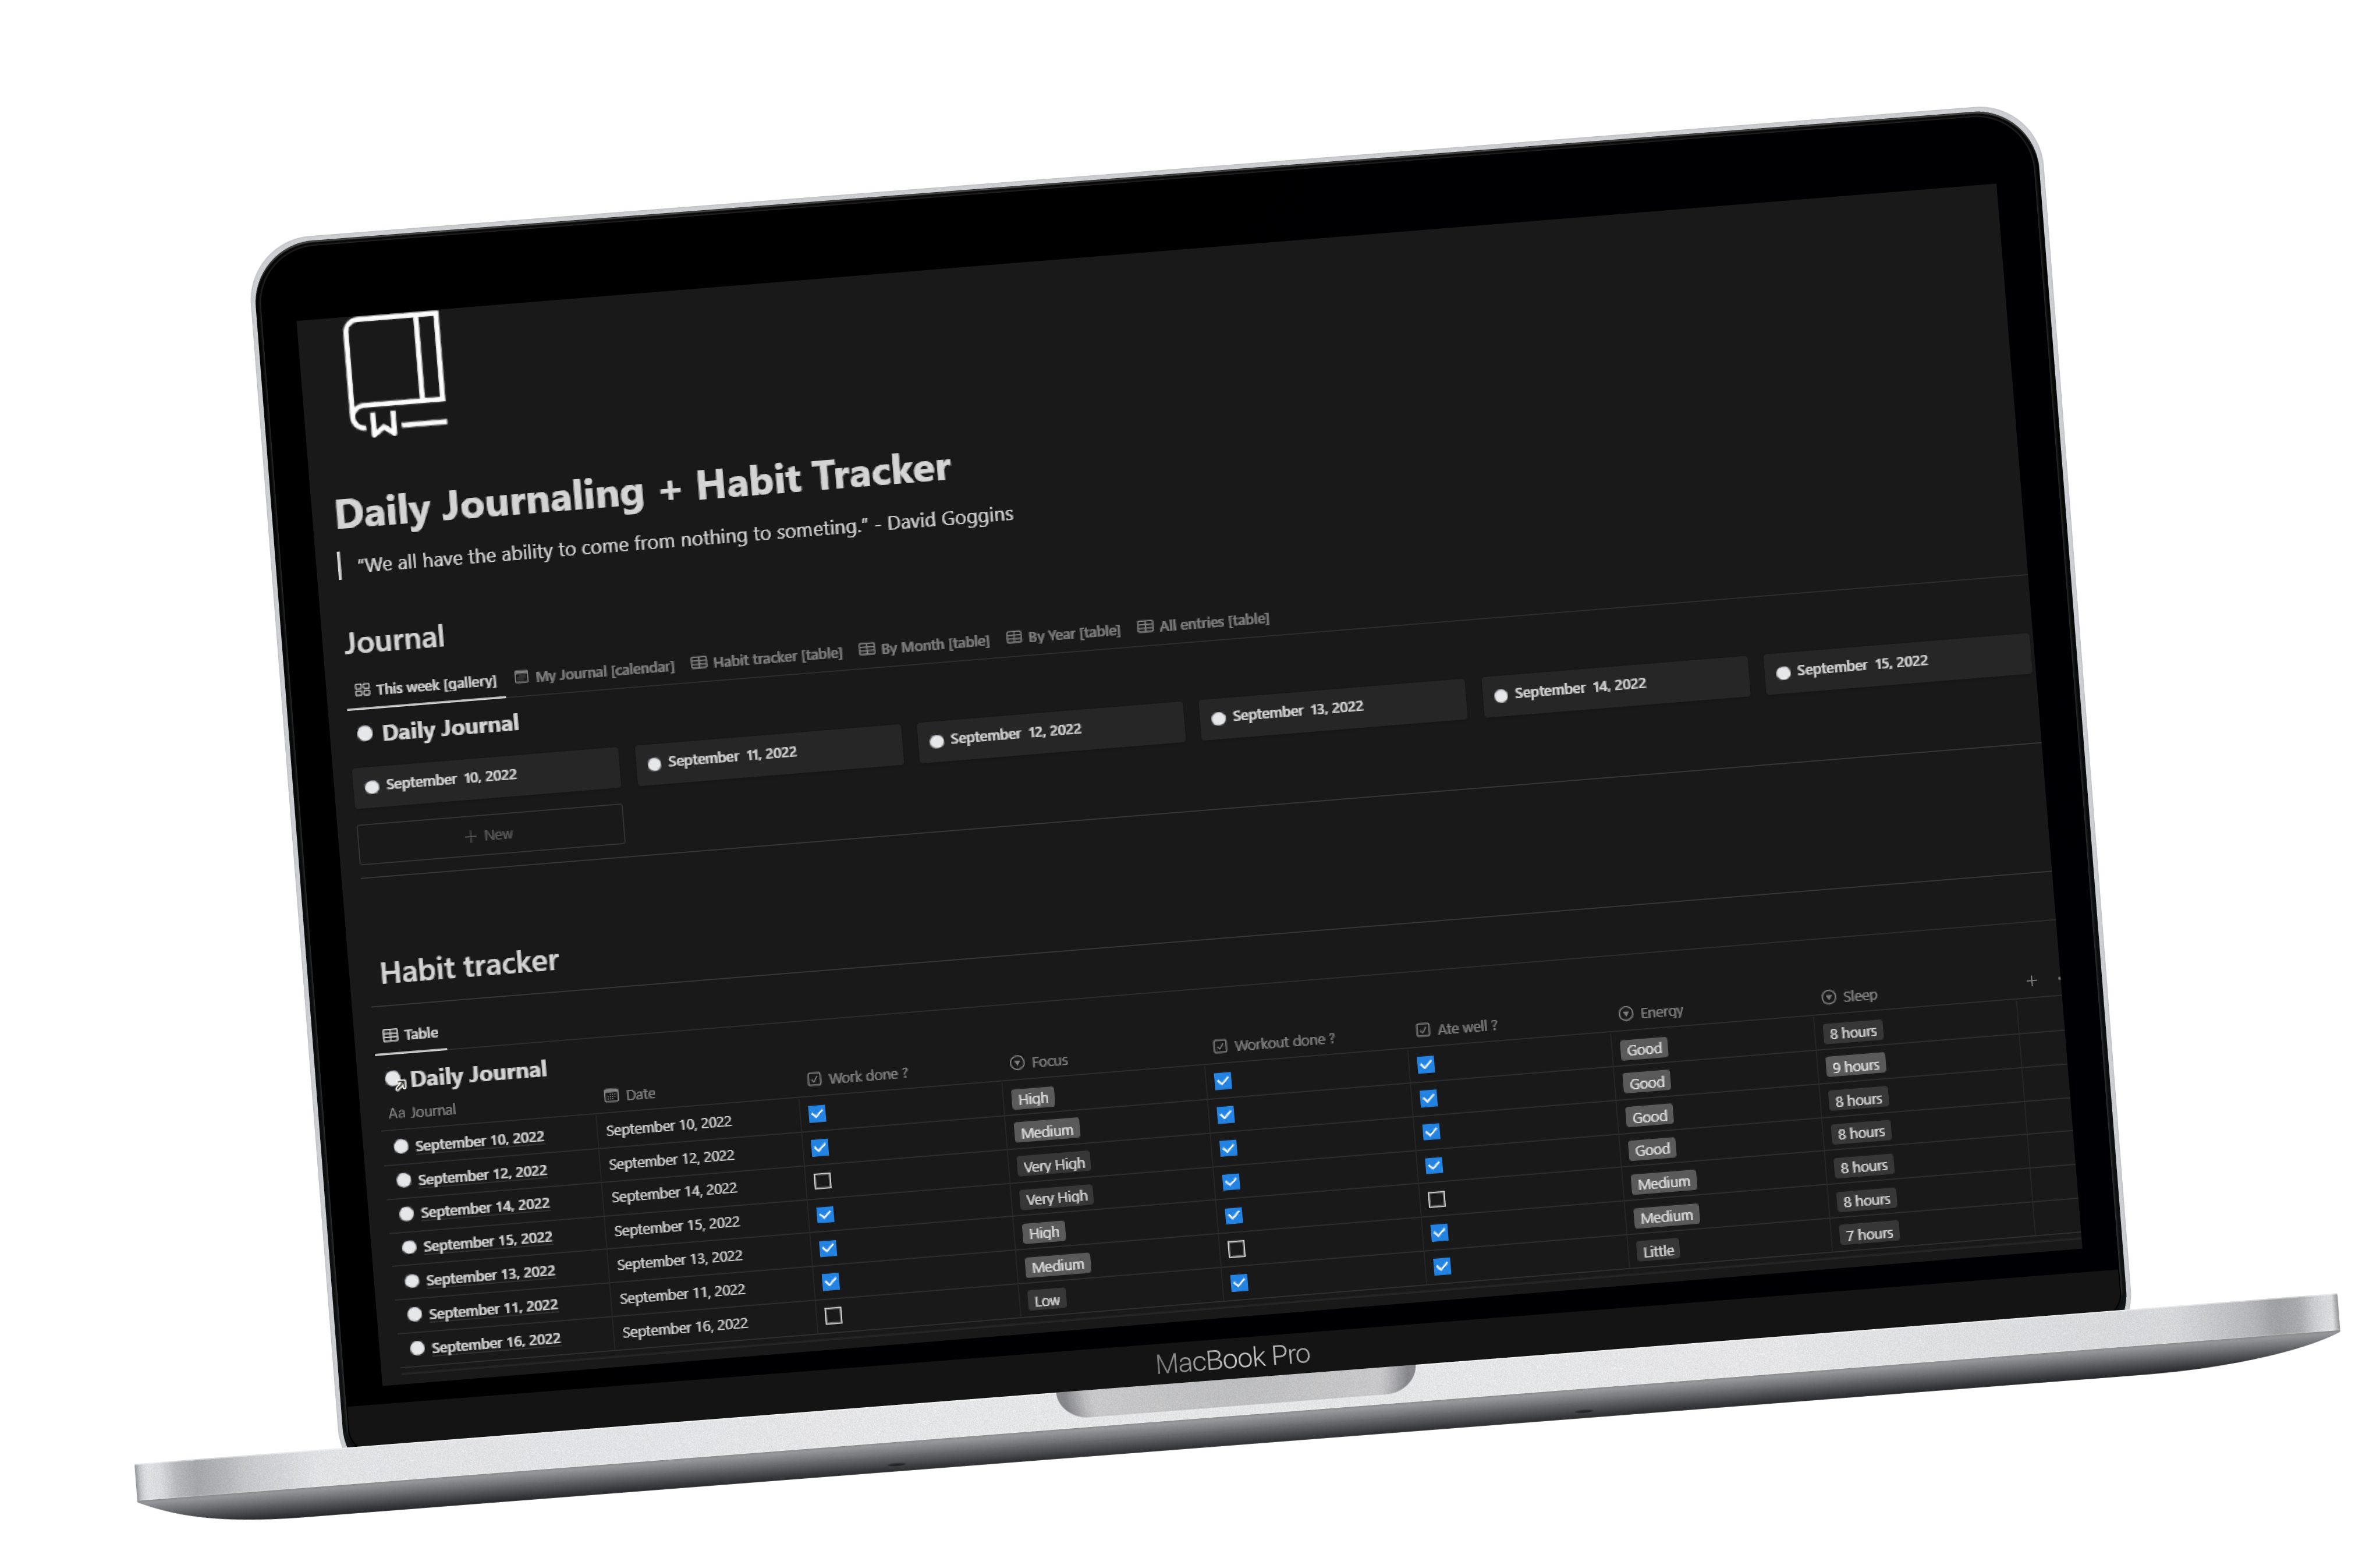 Daily Journaling + Habit Tracker
“We all have the ability to come from nothing to someting.” - David Goggins
Journal
This week [gallery] My Journal [calendar] Habit tracker [table] By Month [table] By Year [table] All entries [table]
Daily Journal
September 10, 2022 September 11, 2022 September 12, 2022 September 13, 2022 September 14, 2022 September 15, 2022
+ New
Habit tracker
Table
Daily Journal
Aa Journal Date Work done ? Focus Workout done ? Ate well ? Energy Sleep +
September 10, 2022 September 10, 2022 High Good 8 hours
September 12, 2022 September 12, 2022 Medium Good 9 hours
September 14, 2022 September 14, 2022 Very High Good 8 hours
September 15, 2022 September 15, 2022 Very High Good 8 hours
September 13, 2022 September 13, 2022 High Medium 8 hours
September 11, 2022 September 11, 2022 Medium Medium 8 hours
September 16, 2022 September 16, 2022 Low Little 7 hours
MacBook Pro